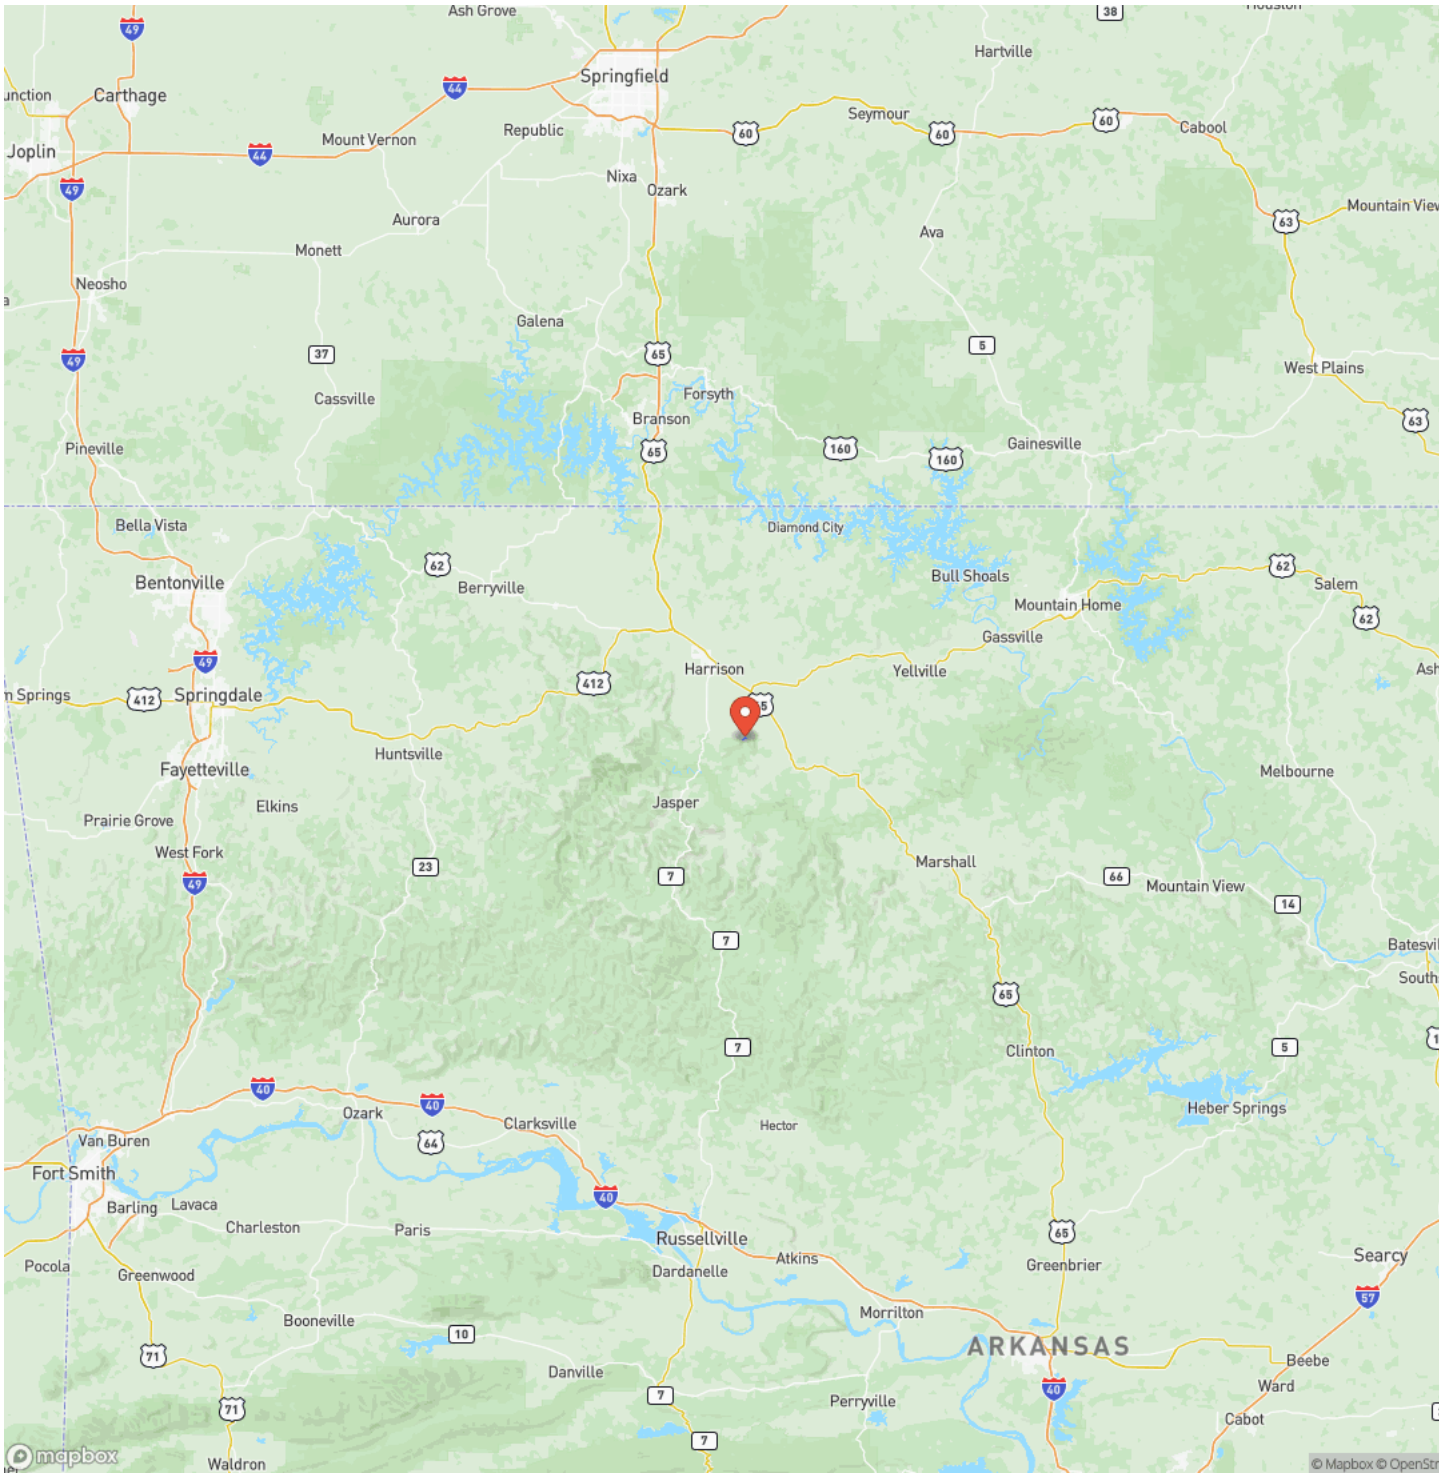 Ash Grove
38
Houston
49
Hartville
Springfield
44
unction
Carthage
Seymour
60
60
60
Republic
Cabool
Mount Vernon
Joplin
44
Nixa
49
Ozark
Mountain View
Aurora
63
Ava
Monett
Neosho
Galena
5
37
65
49
West Plains
Forsyth
Cassville
Branson
63
Gainesville
Pineville
65
160
160
Bella Vista
Diamond City
62
62
Bull Shoals
Bentonville
Salem
Berryville
Mountain Home
62
Gassville
49
Harrison
Yellville
Ash
412
m Springs
412
Springdale
65
Huntsville
Fayetteville
Melbourne
Jasper
Elkins
Prairie Grove
West Fork
Marshall
23
7
66
49
Mountain View
14
7
Batesvil
South
65
7
5
Clinton
1
40
40
Heber Springs
Ozark
Clarksville
Hector
Van Buren
64
Fort Smith
40
Barling
Lavaca
Charleston
Paris
Russellville
65
Atkins
Searcy
Pocola
Greenwood
Dardanelle
Greenbrier
57
Morrilton
Booneville
10
ARKANSAS
71
Beebe
Danville
40
Ward
7
Perryville
71
Cabot
7
Waldron
mapbox
© Mapbox © OpenStr